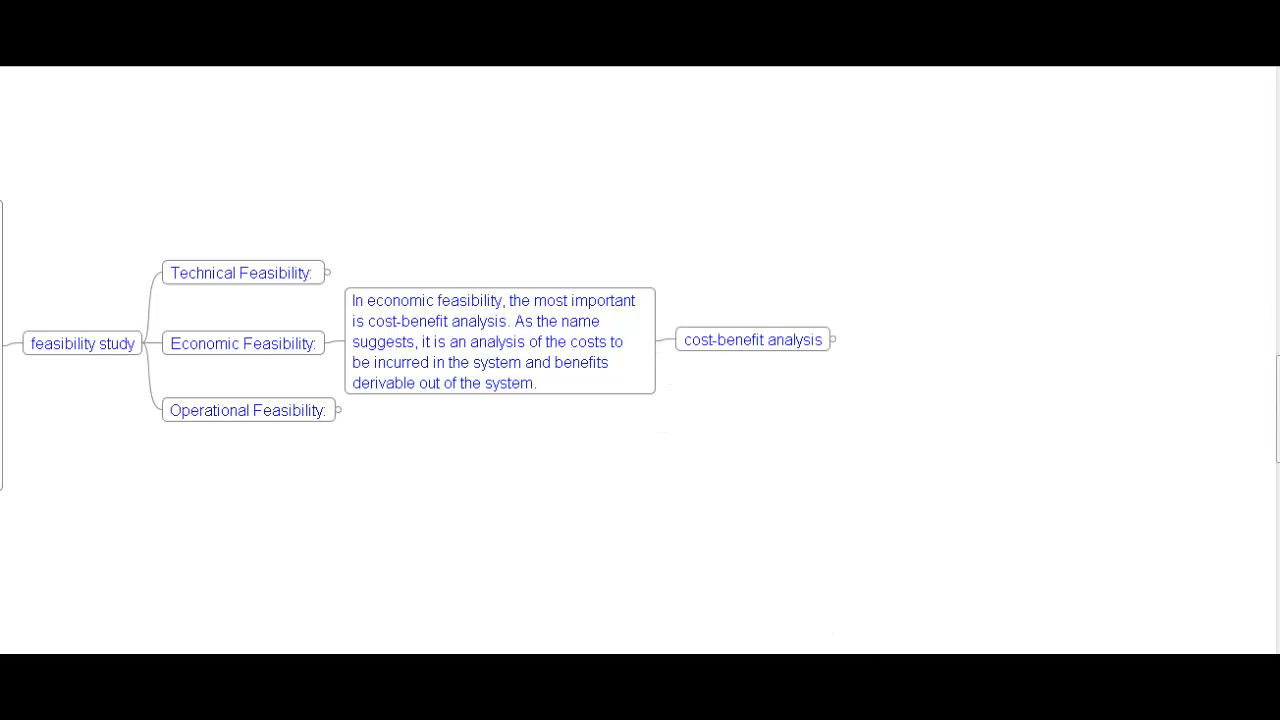 feasibility study
Technical Feasibility:
Economic Feasibility:
Operational Feasibility:
In economic feasibility, the most important
is cost-benefit analysis. As the name
suggests, it is an analysis of the costs to
be incurred in the system and benefits
derivable out of the system.
cost-benefit analysis